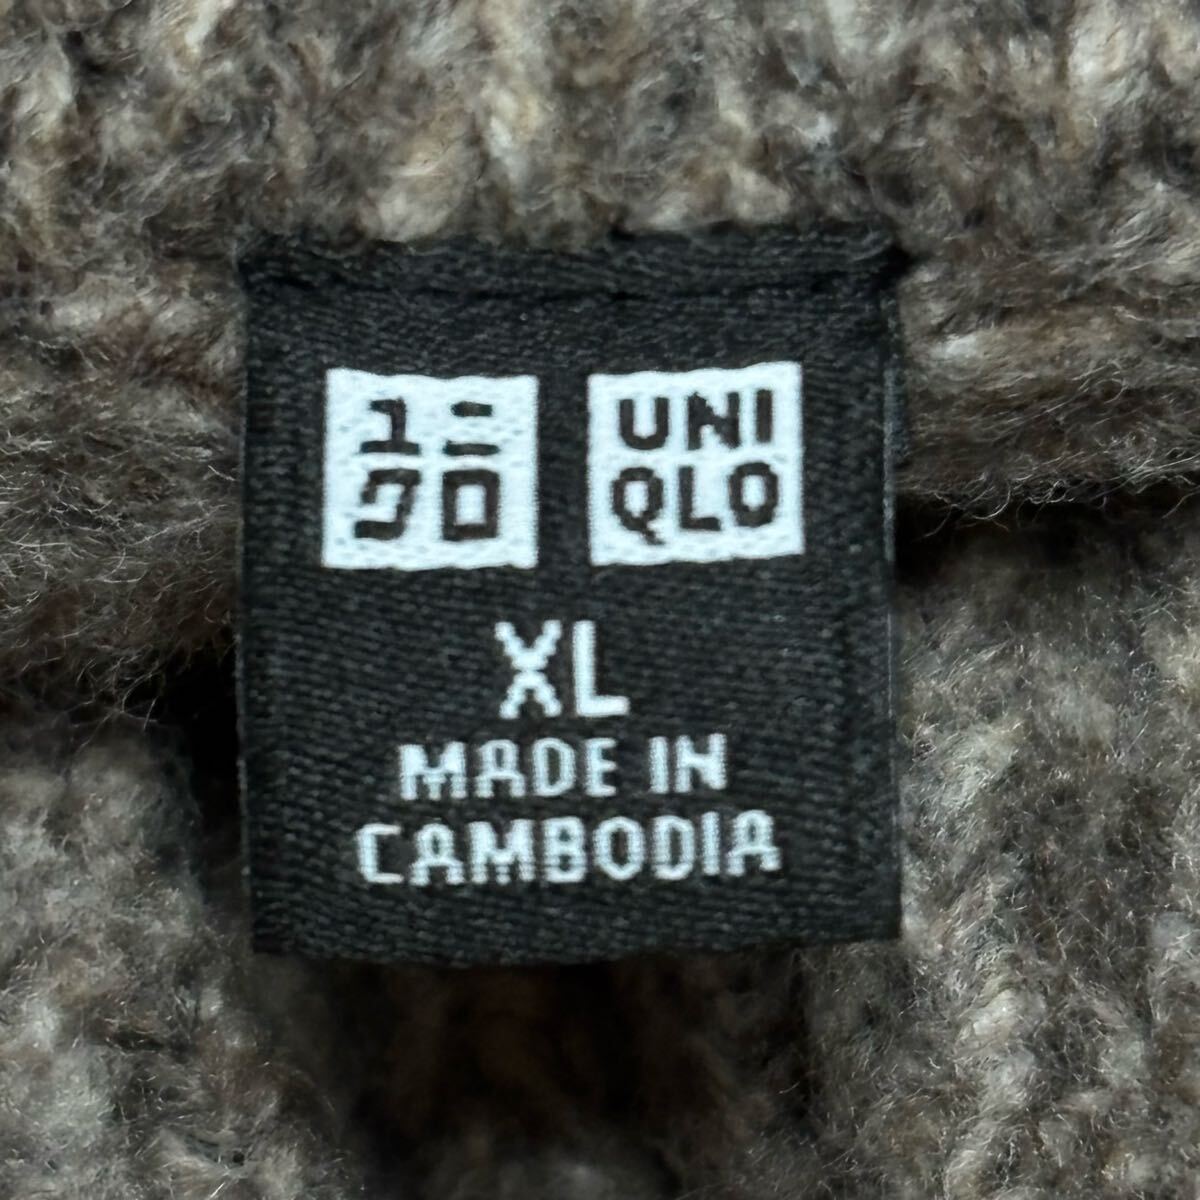 ユニ UNI
クロ QLO
XL
MADE IN
CAMBODIA